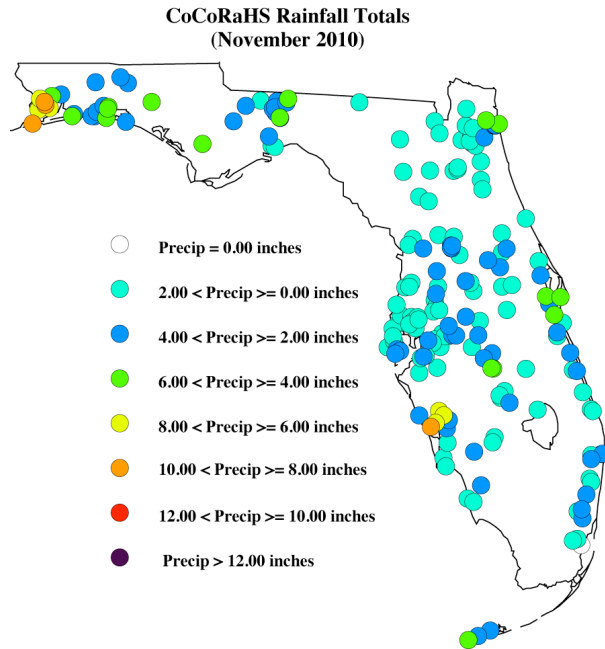 CoCoRaHS Rainfall Totals
(November 2010)
Precip = 0.00 inches
2.00 < Precip >= 0.00 inches
4.00 < Precip >= 2.00 inches
6.00 < Precip >= 4.00 inches
8.00 < Precip >= 6.00 inches
10.00 < Precip >= 8.00 inches
12.00 < Precip >= 10.00 inches
Precip > 12.00 inches